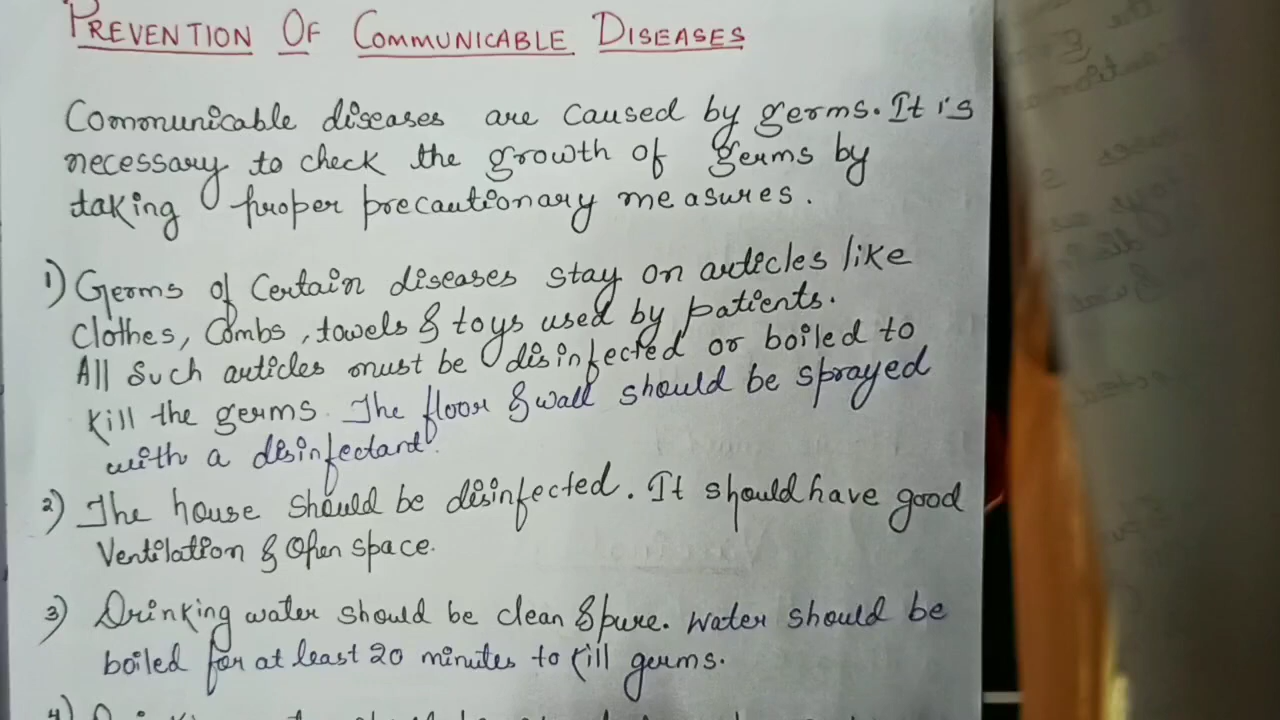 PREVENTION OF COMMUNICABLE DISEASES
Communicable diseases are caused by germs. It is
necessary to check the growth of germs by
taking proper precautionary measures.
1) Germs of Certain diseases stay on articles like
Clothes, Combs, towels & toys used by patients.
All Such articles must be disinfected or boiled to
kill the germs. The floor & wall should be sprayed
with a disinfectant.
2) The house should be disinfected. It should have good
Ventilation & Open space.
3) Drinking water should be clean & pure. Water should be
boiled for at least 20 minutes to kill germs.
4)